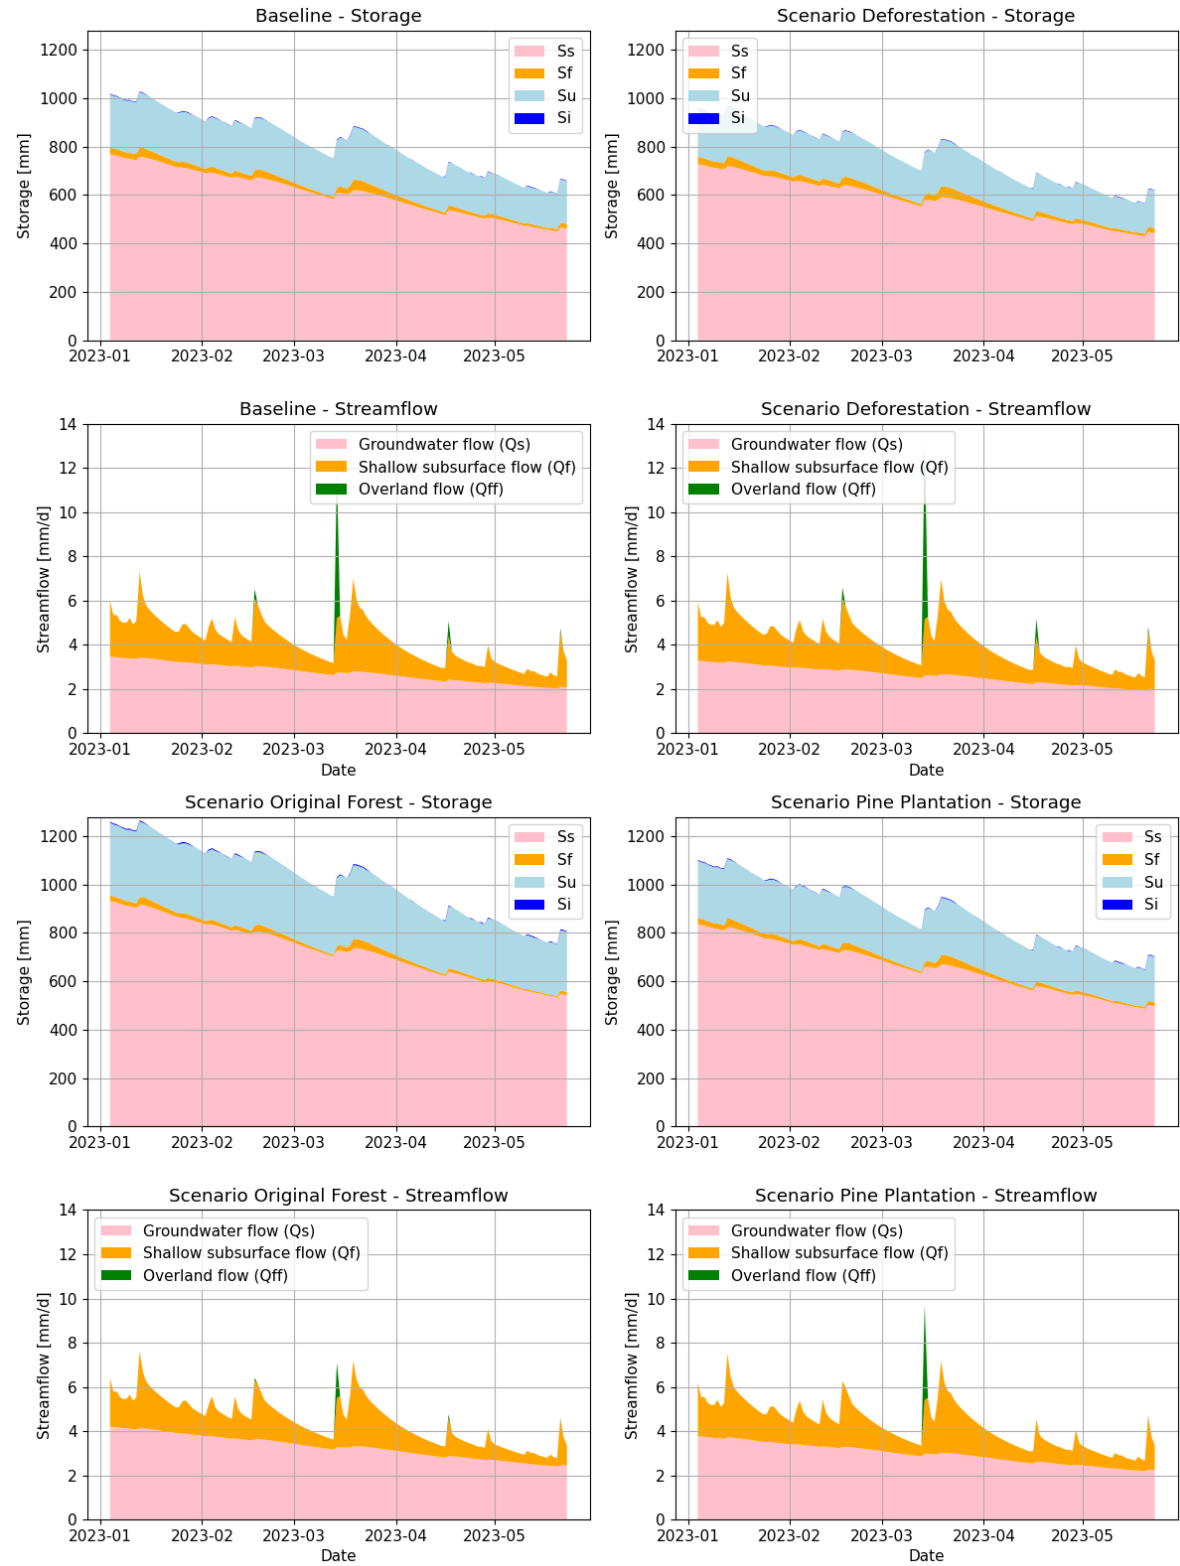 Baseline - Storage
Storage [mm]
1200
1000
800
600
400
200
0
2023-01 2023-02 2023-03 2023-04 2023-05
Ss
Sf
Su
Si
Scenario Deforestation - Storage
Storage [mm]
1200
1000
800
600
400
200
0
2023-01 2023-02 2023-03 2023-04 2023-05
Ss
Sf
Su
Si
Baseline - Streamflow
Streamflow [mm/d]
14
12
10
8
6
4
2
0
2023-01 2023-02 2023-03 2023-04 2023-05
Date
Groundwater flow (Qs)
Shallow subsurface flow (Qf)
Overland flow (Qff)
Scenario Deforestation - Streamflow
Streamflow [mm/d]
14
12
10
8
6
4
2
0
2023-01 2023-02 2023-03 2023-04 2023-05
Date
Groundwater flow (Qs)
Shallow subsurface flow (Qf)
Overland flow (Qff)
Scenario Original Forest - Storage
Storage [mm]
1200
1000
800
600
400
200
0
2023-01 2023-02 2023-03 2023-04 2023-05
Ss
Sf
Su
Si
Scenario Pine Plantation - Storage
Storage [mm]
1200
1000
800
600
400
200
0
2023-01 2023-02 2023-03 2023-04 2023-05
Ss
Sf
Su
Si
Scenario Original Forest - Streamflow
Streamflow [mm/d]
14
12
10
8
6
4
2
0
2023-01 2023-02 2023-03 2023-04 2023-05
Date
Groundwater flow (Qs)
Shallow subsurface flow (Qf)
Overland flow (Qff)
Scenario Pine Plantation - Streamflow
Streamflow [mm/d]
14
12
10
8
6
4
2
0
2023-01 2023-02 2023-03 2023-04 2023-05
Date
Groundwater flow (Qs)
Shallow subsurface flow (Qf)
Overland flow (Qff)